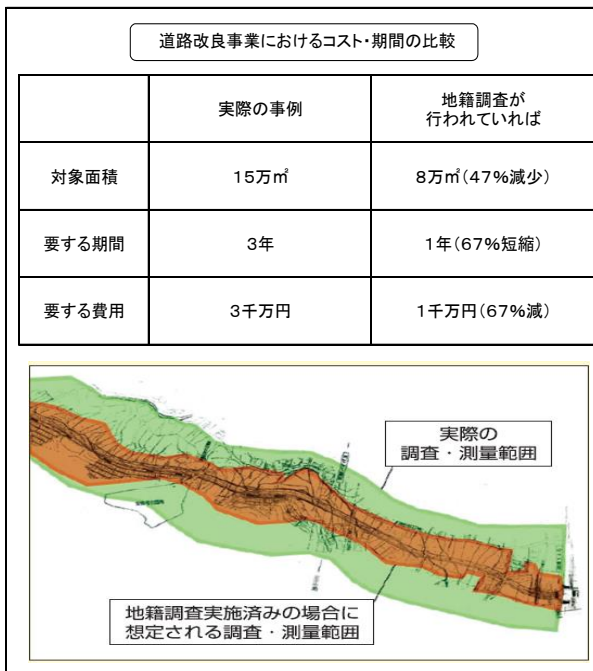 道路改良事業におけるコスト・期間の比較
実際の事例
地籍調査が
行われていれば
対象面積
15万㎡
8万㎡(47%減少)
要する期間
3年
1年(67%短縮)
要する費用
3千万円
1千万円(67%減)
実際の
調査・測量範囲
地籍調査実施済みの場合に
想定される調査・測量範囲